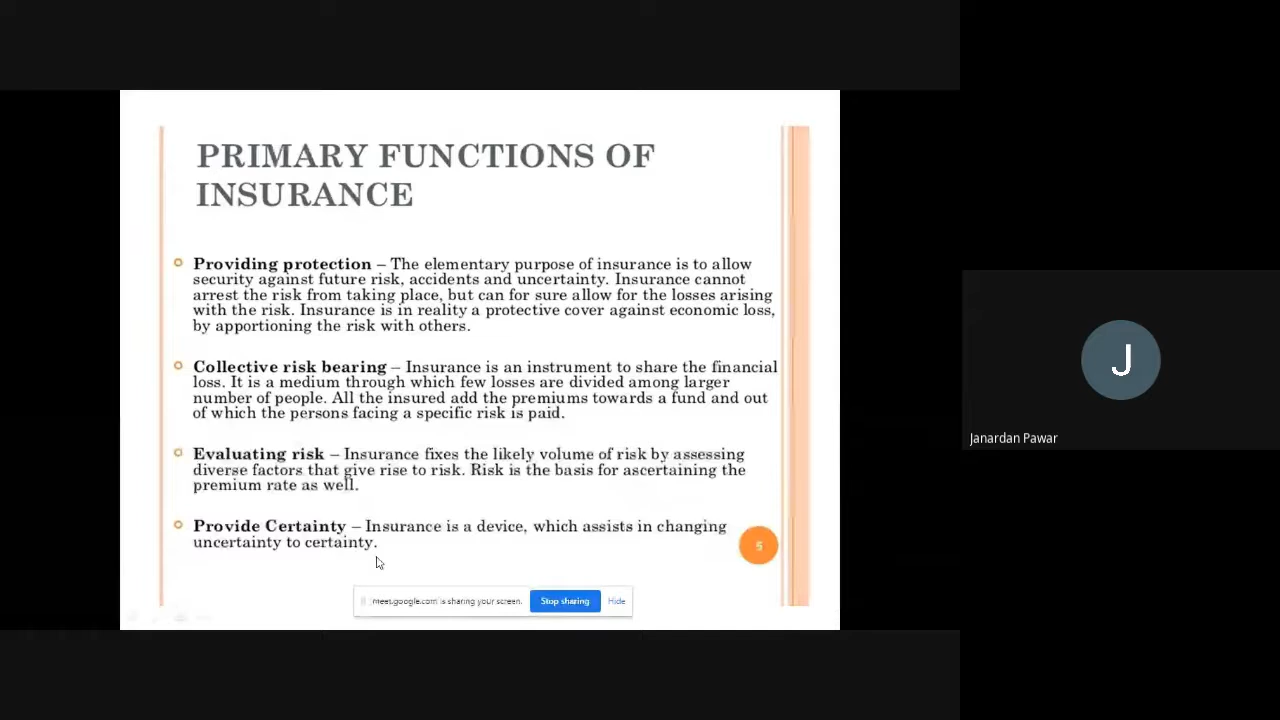 PRIMARY FUNCTIONS OF
INSURANCE
Providing protection – The elementary purpose of insurance is to allow
security against future risk, accidents and uncertainty. Insurance cannot
arrest the risk from taking place, but can for sure allow for the losses arising
with the risk. Insurance is in reality a protective cover against economic loss,
by apportioning the risk with others.
Collective risk bearing – Insurance is an instrument to share the financial
loss. It is a medium through which few losses are divided among larger
number of people. All the insured add the premiums towards a fund and out
of which the persons facing a specific risk is paid.
Evaluating risk – Insurance fixes the likely volume of risk by assessing
diverse factors that give rise to risk. Risk is the basis for ascertaining the
premium rate as well.
Provide Certainty – Insurance is a device, which assists in changing
uncertainty to certainty.
5
meet.google.com is sharing your screen.
Stop sharing
Hide
J
Janardan Pawar